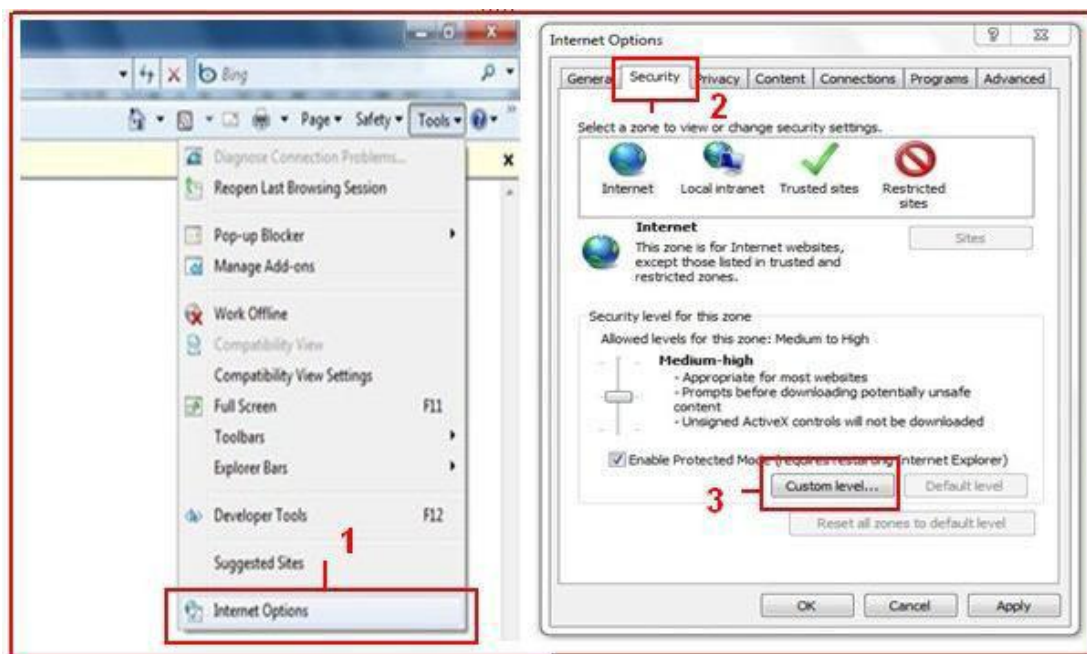 Bing
Page Safety Tools
Diagnose Connection Problems...
Reopen Last Browsing Session
Pop-up Blocker
Manage Add-ons
Work Offline
Compatibility View
Compatibility View Settings
Full Screen F11
Toolbars
Explorer Bars
Developer Tools F12
1
Suggested Sites
Internet Options
Internet Options
General Security Privacy Content Connections Programs Advanced
2
Select a zone to view or change security settings.
Internet Local intranet Trusted sites Restricted
sites
Internet
Sites
This zone is for Internet websites,
except those listed in trusted and
restricted zones.
Security level for this zone
Allowed levels for this zone: Medium to High
Medium-high
- Appropriate for most websites
- Prompts before downloading potentially unsafe
content
- Unsigned ActiveX controls will not be downloaded
Enable Protected Mode (requires restarting Internet Explorer)
3
Custom level... Default level
Reset all zones to default level
OK Cancel Apply